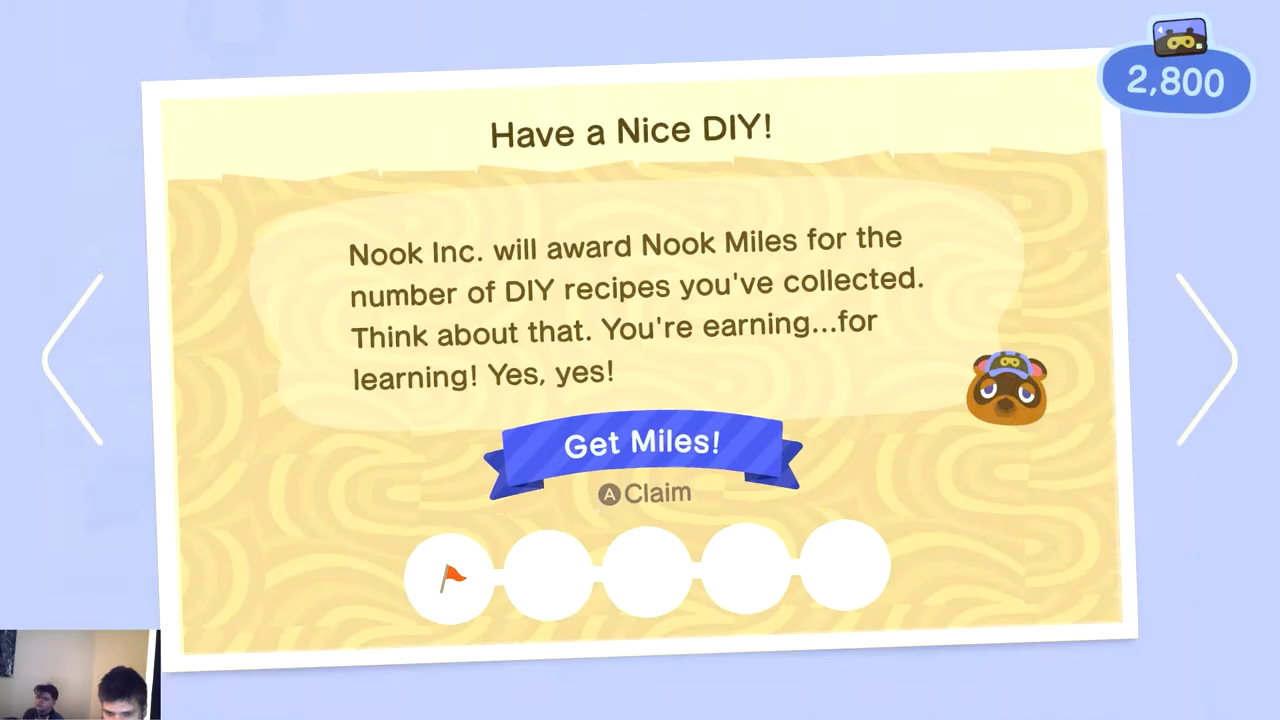 2,800
Have a Nice DIY!
Nook Inc. will award Nook Miles for the
number of DIY recipes you've collected.
Think about that. You're earning...for
learning! Yes, yes!
Get Miles!
A Claim